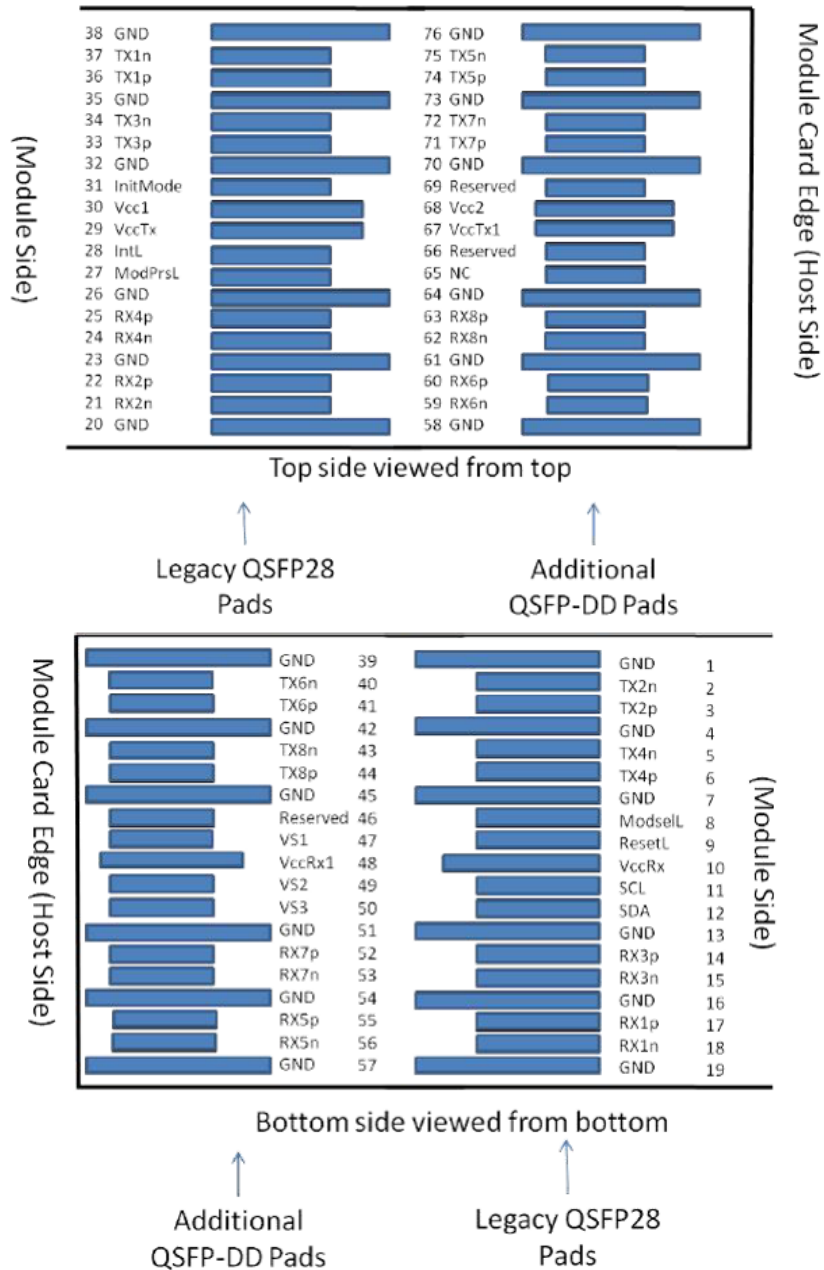 38 GND 76 GND
37 TX1n 75 TX5n
36 TX1p 74 TX5p
35 GND 73 GND
34 TX3n 72 TX7n
33 TX3p 71 TX7p
32 GND 70 GND
31 InitMode 69 Reserved
30 Vcc1 68 Vcc2
29 VccTx 67 VccTx1
28 IntL 66 Reserved
27 ModPrsL 65 NC
26 GND 64 GND
25 RX4p 63 RX8p
24 RX4n 62 RX8n
23 GND 61 GND
22 RX2p 60 RX6p
21 RX2n 59 RX6n
20 GND 58 GND
(Module Side)
Module Card Edge (Host Side)
Top side viewed from top
Legacy QSFP28
Pads
Additional
QSFP-DD Pads
GND 39 GND 1
TX6n 40 TX2n 2
TX6p 41 TX2p 3
GND 42 GND 4
TX8n 43 TX4n 5
TX8p 44 TX4p 6
GND 45 GND 7
Reserved 46 ModselL 8
VS1 47 ResetL 9
VccRx1 48 VccRx 10
VS2 49 SCL 11
VS3 50 SDA 12
GND 51 GND 13
RX7p 52 RX3p 14
RX7n 53 RX3n 15
GND 54 GND 16
RX5p 55 RX1p 17
RX5n 56 RX1n 18
GND 57 GND 19
Module Card Edge (Host Side)
(Module Side)
Bottom side viewed from bottom
Additional
QSFP-DD Pads
Legacy QSFP28
Pads